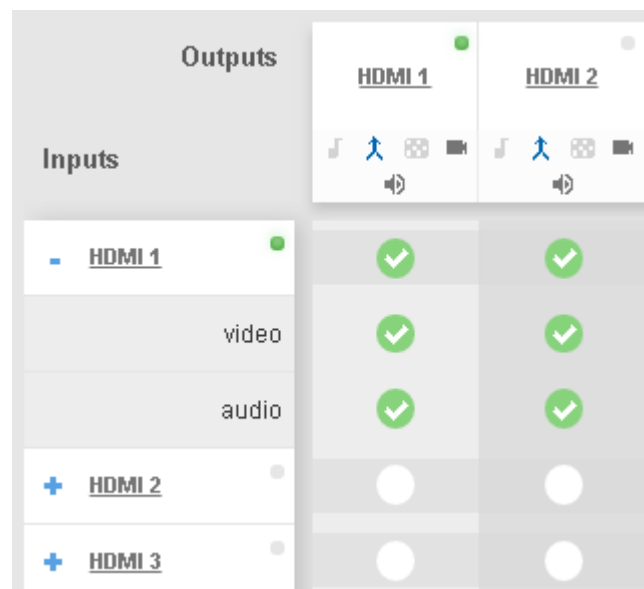 Outputs
HDMI 1
HDMI 2
Inputs
HDMI 1
video
audio
HDMI 2
HDMI 3